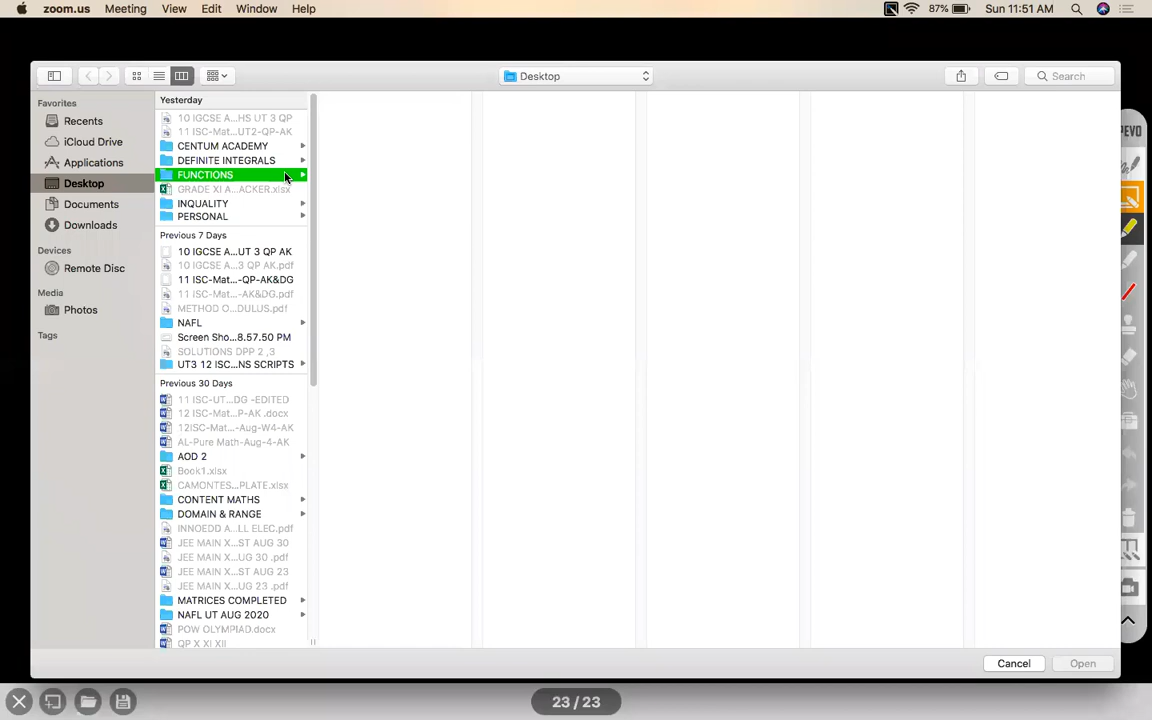 zoom.us Meeting View Edit Window Help 87% Sun 11:51 AM
Desktop Search
Favorites
Recents
iCloud Drive
Applications
Desktop
Documents
Downloads
Devices
Remote Disc
Media
Photos
Tags
Yesterday
10 IGCSE A...HS UT 3 QP
11 ISC-Mat...UT2-QP-AK
CENTUM ACADEMY
DEFINITE INTEGRALS
FUNCTIONS
GRADE XI A...ACKER.xlsx
INQUALITY
PERSONAL
Previous 7 Days
10 IGCSE A...UT 3 QP AK
10 IGCSE A...3 QP AK.pdf
11 ISC-Mat...-QP-AK&DG
11 ISC-Mat...-AK&DG.pdf
METHOD O...DULUS.pdf
NAFL
Screen Sho...8.57.50 PM
SOLUTIONS DPP 2 ,3
UT3 12 ISC...NS SCRIPTS
Previous 30 Days
11 ISC-UT...DG -EDITED
12 ISC-Mat...P-AK .docx
12ISC-Mat...-Aug-W4-AK
AL-Pure Math-Aug-4-AK
AOD 2
Book1.xlsx
CAMONTES...PLATE.xlsx
CONTENT MATHS
DOMAIN & RANGE
INNOEDD A...LL ELEC.pdf
JEE MAIN X...ST AUG 30
JEE MAIN X...UG 30 .pdf
JEE MAIN X...ST AUG 23
JEE MAIN X...UG 23 .pdf
MATRICES COMPLETED
NAFL UT AUG 2020
POW OLYMPIAD.docx
QP X XI XII
PEVO
Cancel Open
23 / 23